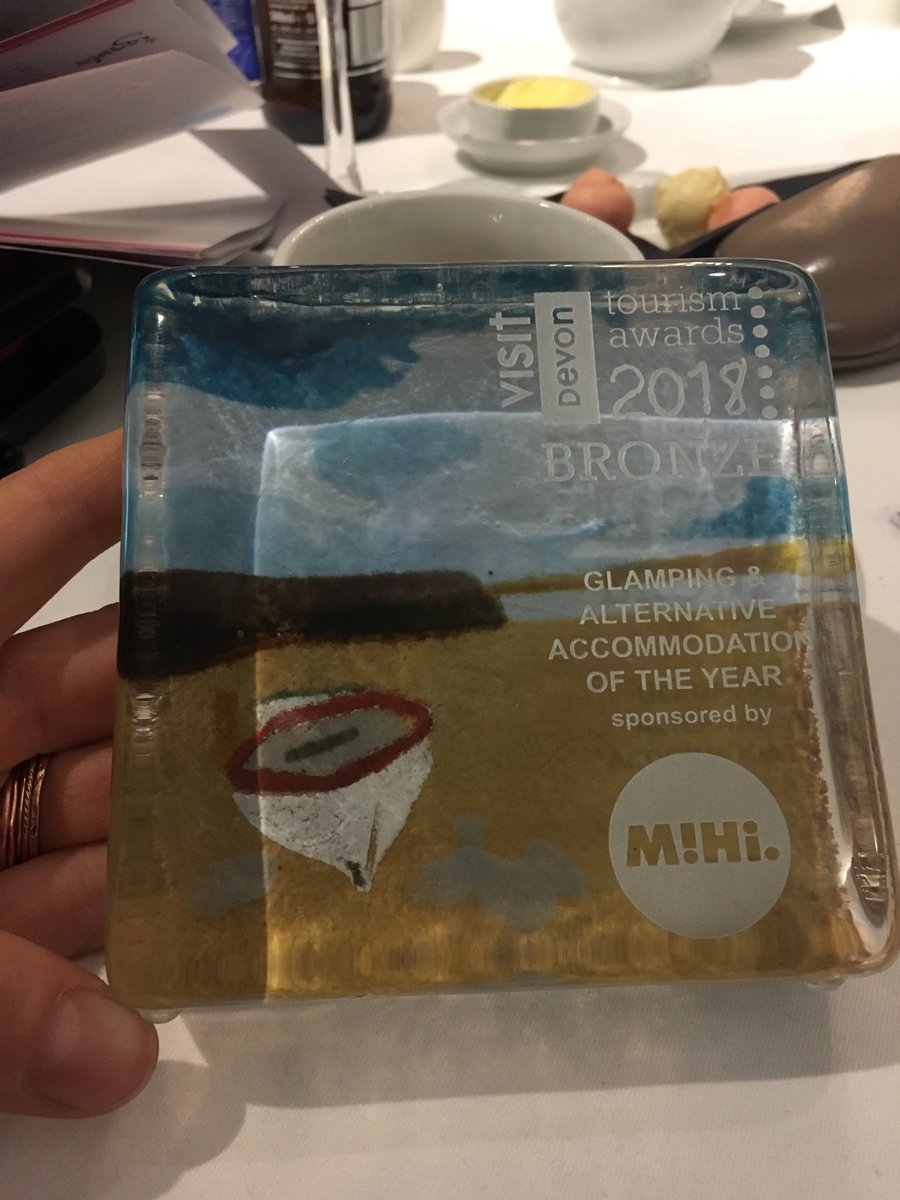 visit
Devon
tourism
awards
2018
BRONZE
GLAMPING &
ALTERNATIVE
ACCOMMODATION
OF THE YEAR
sponsored by
M!Hi.